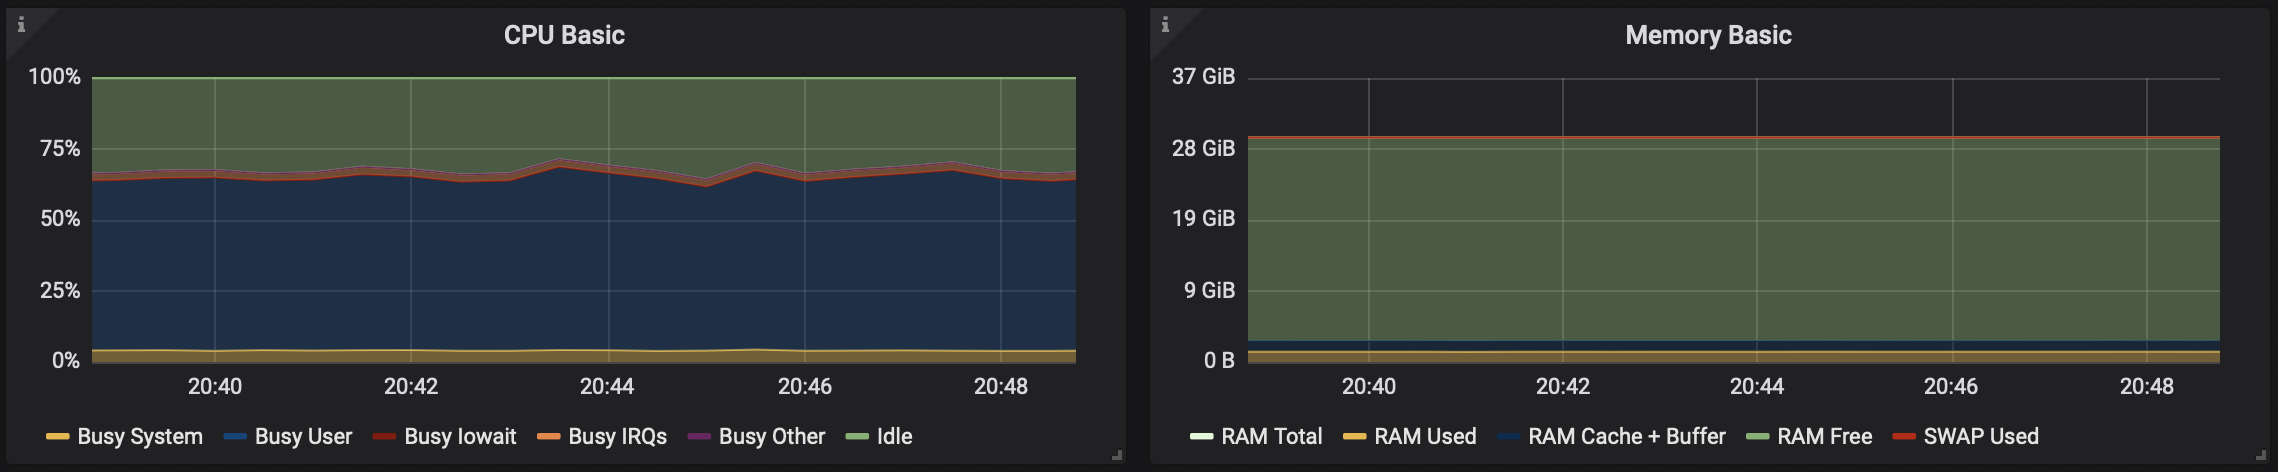 CPU Basic
100%
75%
50%
25%
0%
20:40 20:42 20:44 20:46 20:48
Busy System Busy User Busy Iowait Busy IRQs Busy Other Idle
Memory Basic
37 GiB
28 GiB
19 GiB
9 GiB
0 B
20:40 20:42 20:44 20:46 20:48
RAM Total RAM Used RAM Cache + Buffer RAM Free SWAP Used